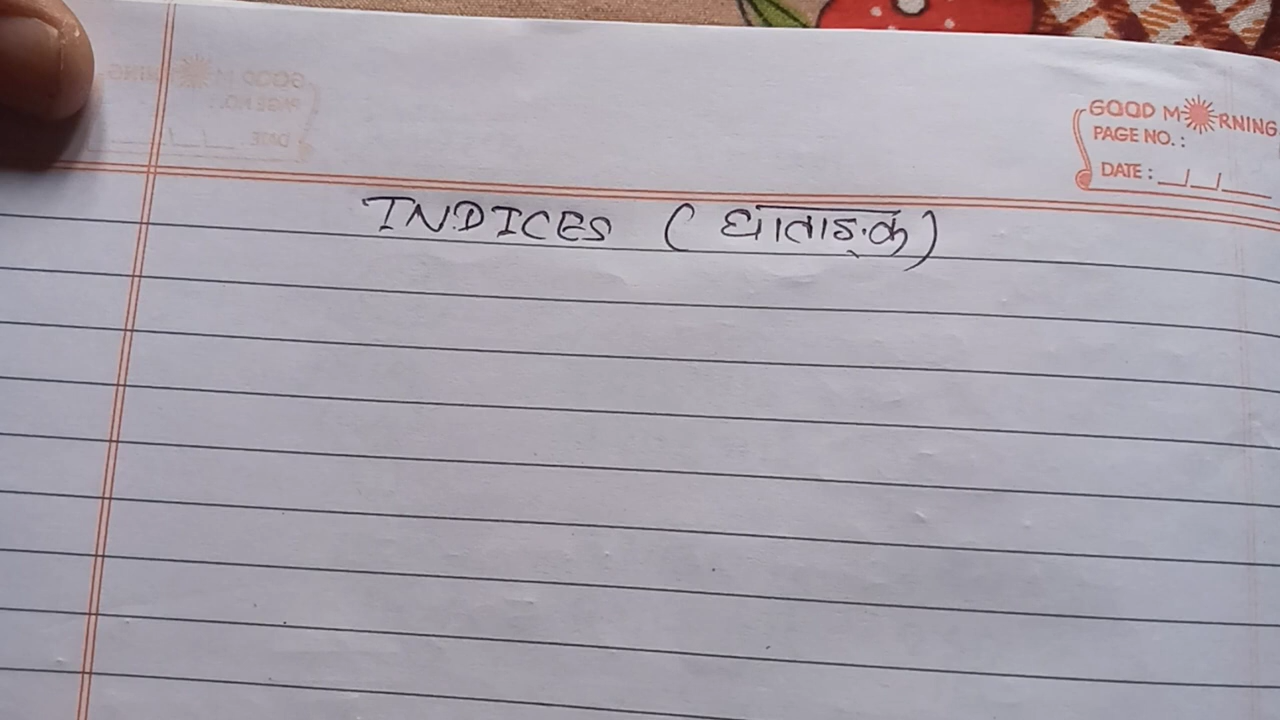 GOOD MORNING
PAGE NO. :
DATE :
INDICES (घाताङ्क)